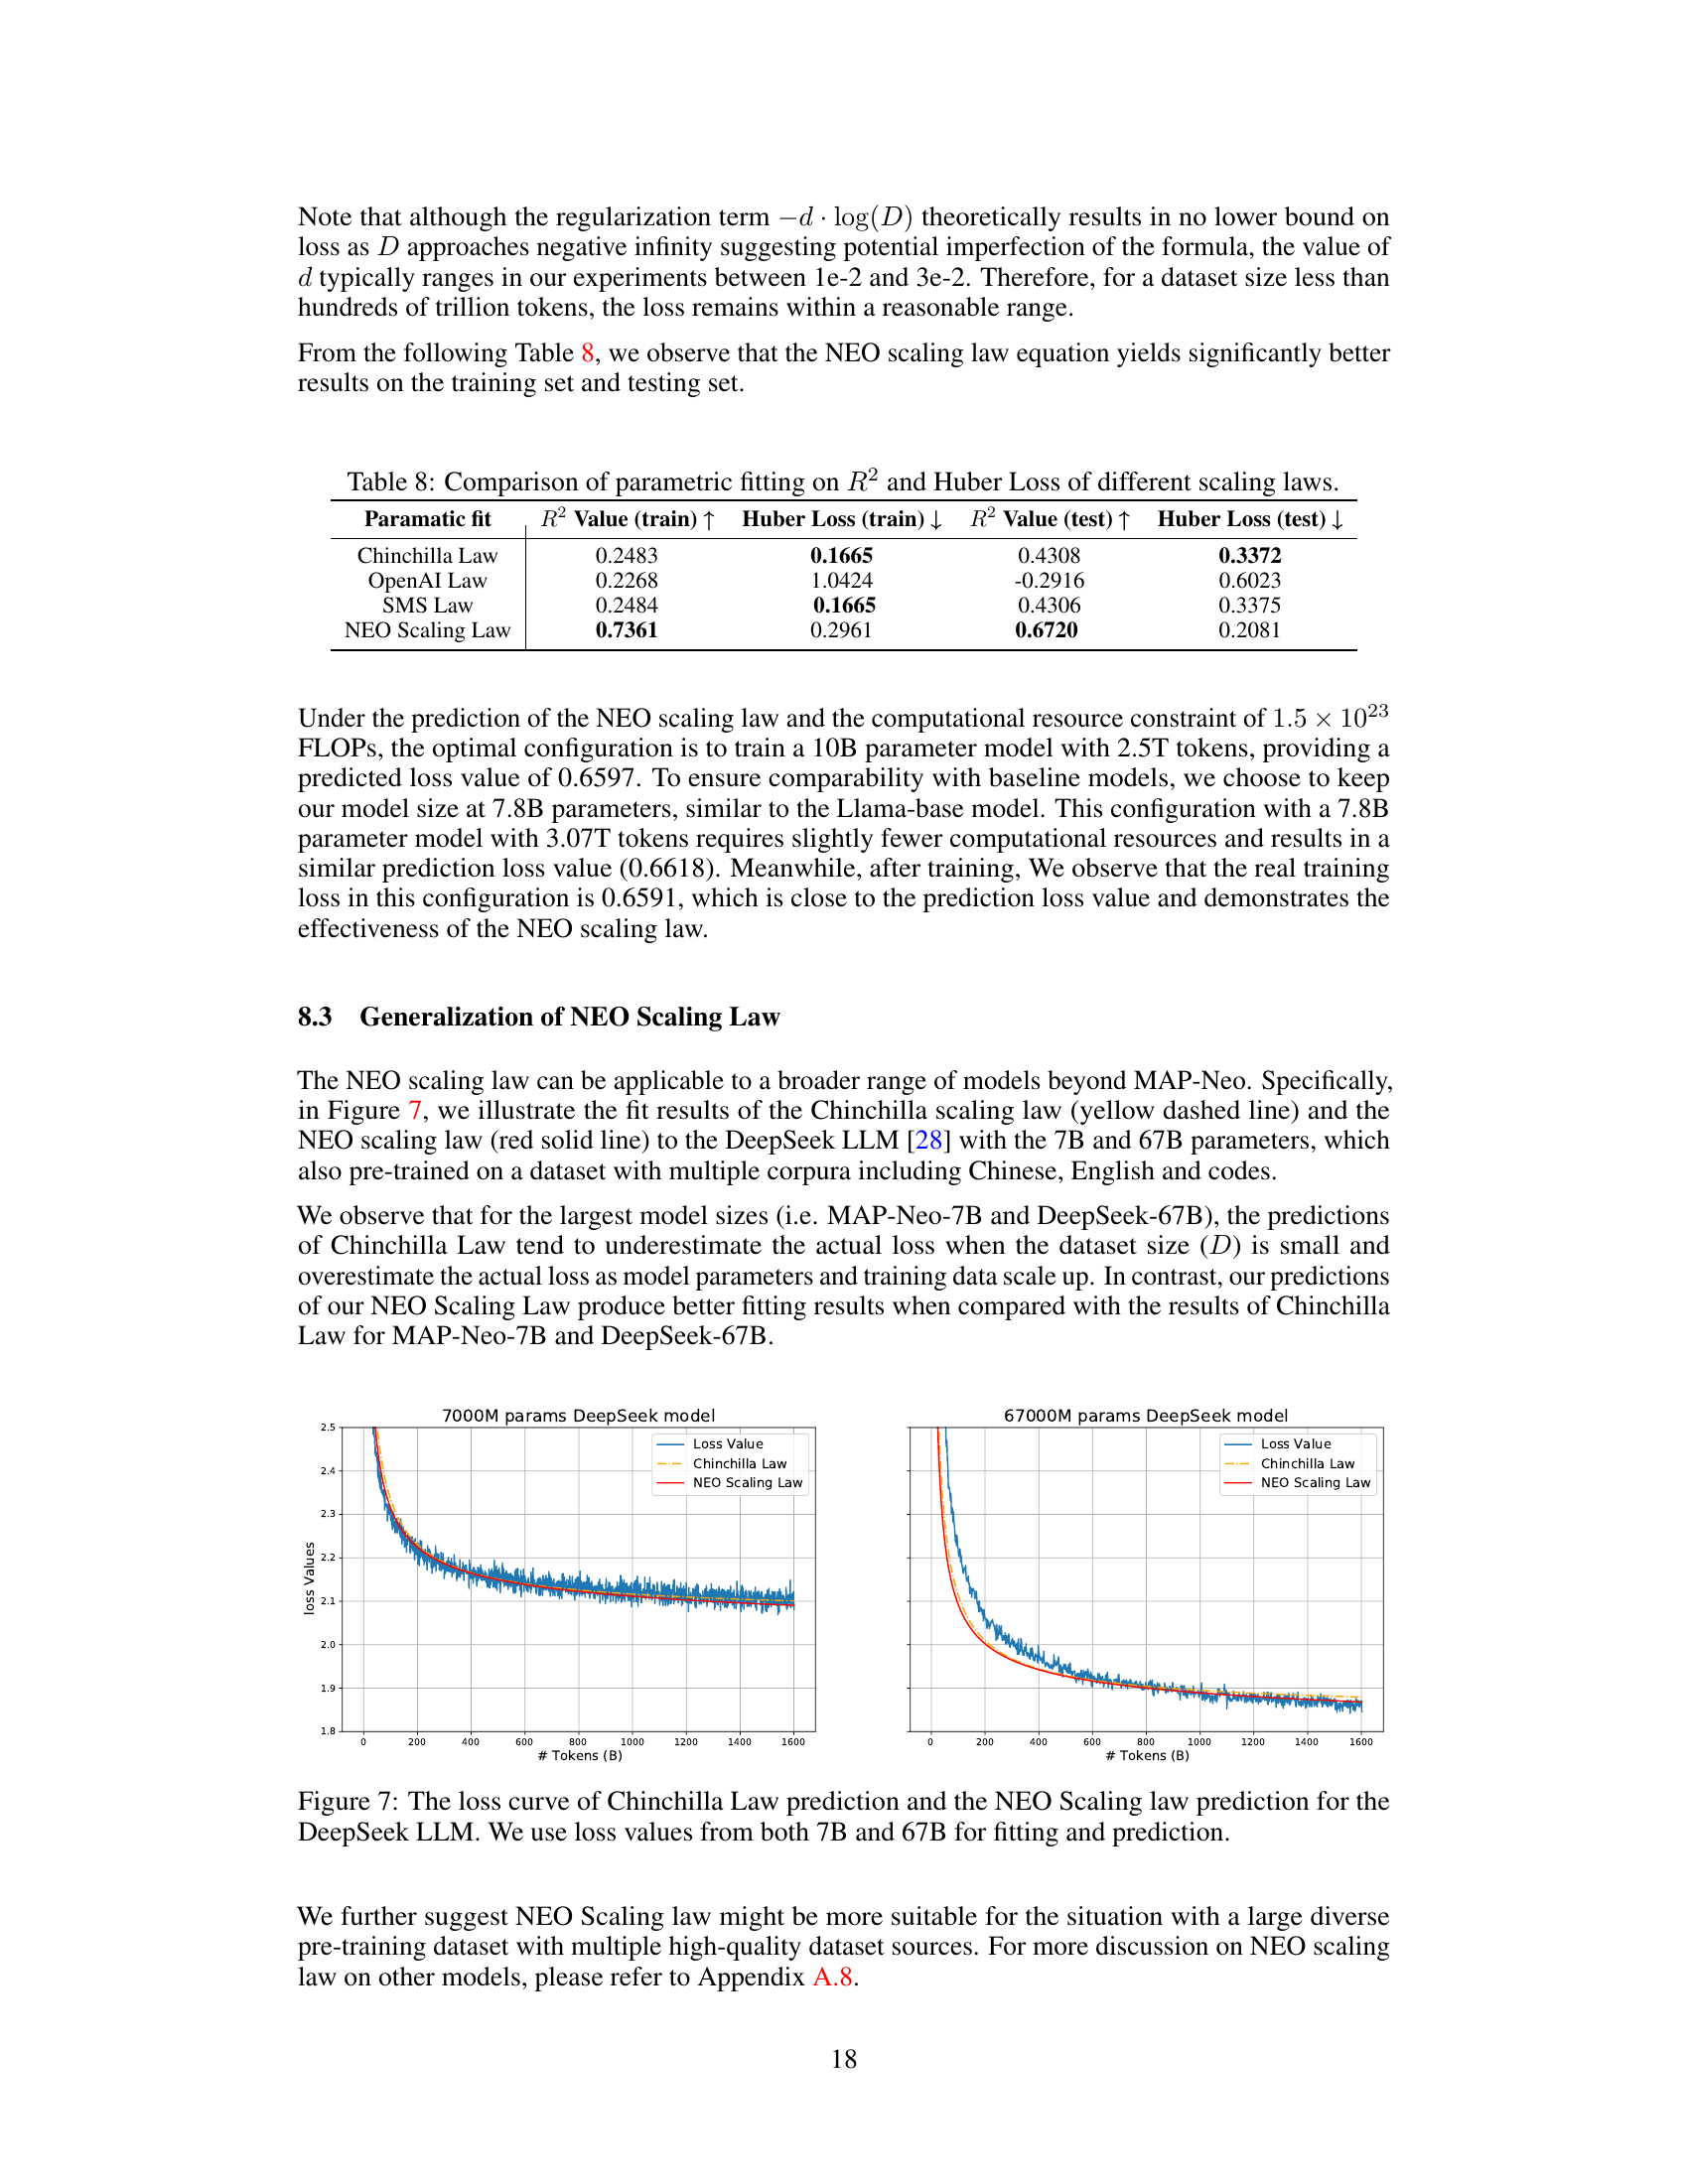 Note that although the regularization term −d · log(D) theoretically results in no lower bound on
loss as D approaches negative infinity suggesting potential imperfection of the formula, the value of
d typically ranges in our experiments between 1e-2 and 3e-2. Therefore, for a dataset size less than
hundreds of trillion tokens, the loss remains within a reasonable range.
From the following Table 8, we observe that the NEO scaling law equation yields significantly better
results on the training set and testing set.
Table 8: Comparison of parametric fitting on R² and Huber Loss of different scaling laws.
Paramatic fit R² Value (train) ↑ Huber Loss (train) ↓ R² Value (test) ↑ Huber Loss (test) ↓
Chinchilla Law 0.2483 0.1665 0.4308 0.3372
OpenAI Law 0.2268 1.0424 -0.2916 0.6023
SMS Law 0.2484 0.1665 0.4306 0.3375
NEO Scaling Law 0.7361 0.2961 0.6720 0.2081
Under the prediction of the NEO scaling law and the computational resource constraint of 1.5 × 10²³
FLOPs, the optimal configuration is to train a 10B parameter model with 2.5T tokens, providing a
predicted loss value of 0.6597. To ensure comparability with baseline models, we choose to keep
our model size at 7.8B parameters, similar to the Llama-base model. This configuration with a 7.8B
parameter model with 3.07T tokens requires slightly fewer computational resources and results in a
similar prediction loss value (0.6618). Meanwhile, after training, We observe that the real training
loss in this configuration is 0.6591, which is close to the prediction loss value and demonstrates the
effectiveness of the NEO scaling law.
8.3 Generalization of NEO Scaling Law
The NEO scaling law can be applicable to a broader range of models beyond MAP-Neo. Specifically,
in Figure 7, we illustrate the fit results of the Chinchilla scaling law (yellow dashed line) and the
NEO scaling law (red solid line) to the DeepSeek LLM [28] with the 7B and 67B parameters, which
also pre-trained on a dataset with multiple corpura including Chinese, English and codes.
We observe that for the largest model sizes (i.e. MAP-Neo-7B and DeepSeek-67B), the predictions
of Chinchilla Law tend to underestimate the actual loss when the dataset size (D) is small and
overestimate the actual loss as model parameters and training data scale up. In contrast, our predictions
of our NEO Scaling Law produce better fitting results when compared with the results of Chinchilla
Law for MAP-Neo-7B and DeepSeek-67B.
7000M params DeepSeek model
loss Values
2.5
2.4
2.3
2.2
2.1
2.0
1.9
1.8
Loss Value
Chinchilla Law
NEO Scaling Law
0 200 400 600 800 1000 1200 1400 1600
# Tokens (B)
67000M params DeepSeek model
Loss Value
Chinchilla Law
NEO Scaling Law
0 200 400 600 800 1000 1200 1400 1600
# Tokens (B)
Figure 7: The loss curve of Chinchilla Law prediction and the NEO Scaling law prediction for the
DeepSeek LLM. We use loss values from both 7B and 67B for fitting and prediction.
We further suggest NEO Scaling law might be more suitable for the situation with a large diverse
pre-training dataset with multiple high-quality dataset sources. For more discussion on NEO scaling
law on other models, please refer to Appendix A.8.
18